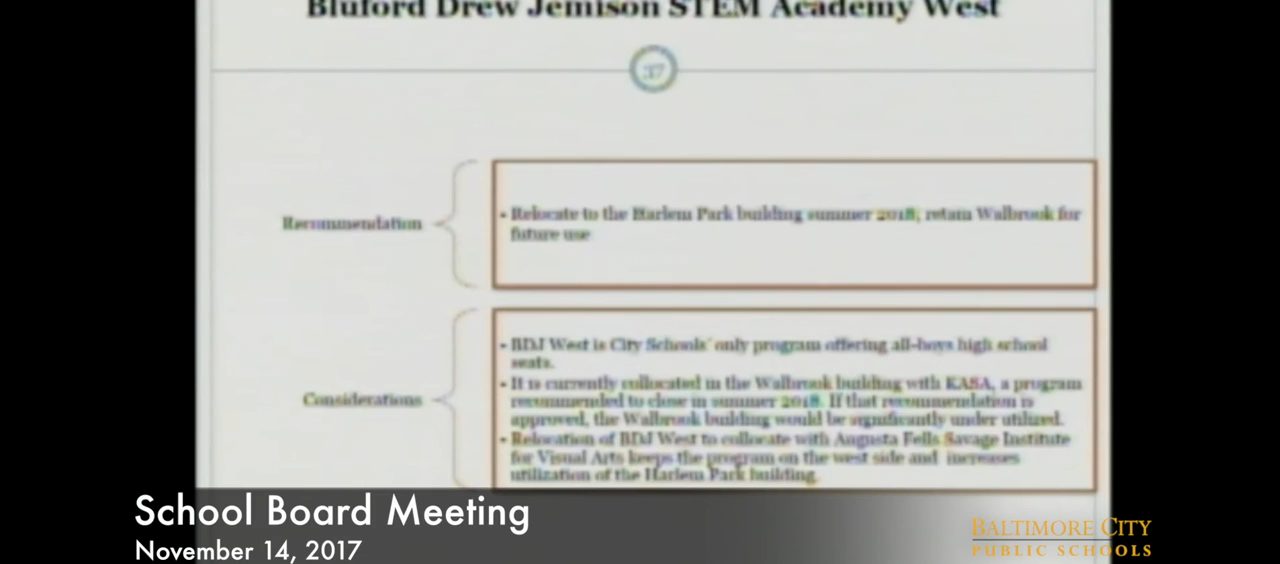 Bluford Drew Jemison STEM Academy West
37
Recommendation
• Relocate to the Harlem Park building summer 2018, retain Walbrook for
future use
Considerations
• BDJ West is City Schools' only program offering all-boys high school
seats.
• It is currently collocated in the Walbrook building with KASA, a program
recommended to close in summer 2018. If that recommendation is
approved, the Walbrook building would be significantly under utilized.
• Relocation of BDJ West to collocate with Augusta Fells Savage Institute
for Visual Arts keeps the program on the west side and increases
utilization of the Harlem Park building.
School Board Meeting
November 14, 2017
BALTIMORE CITY
PUBLIC SCHOOLS